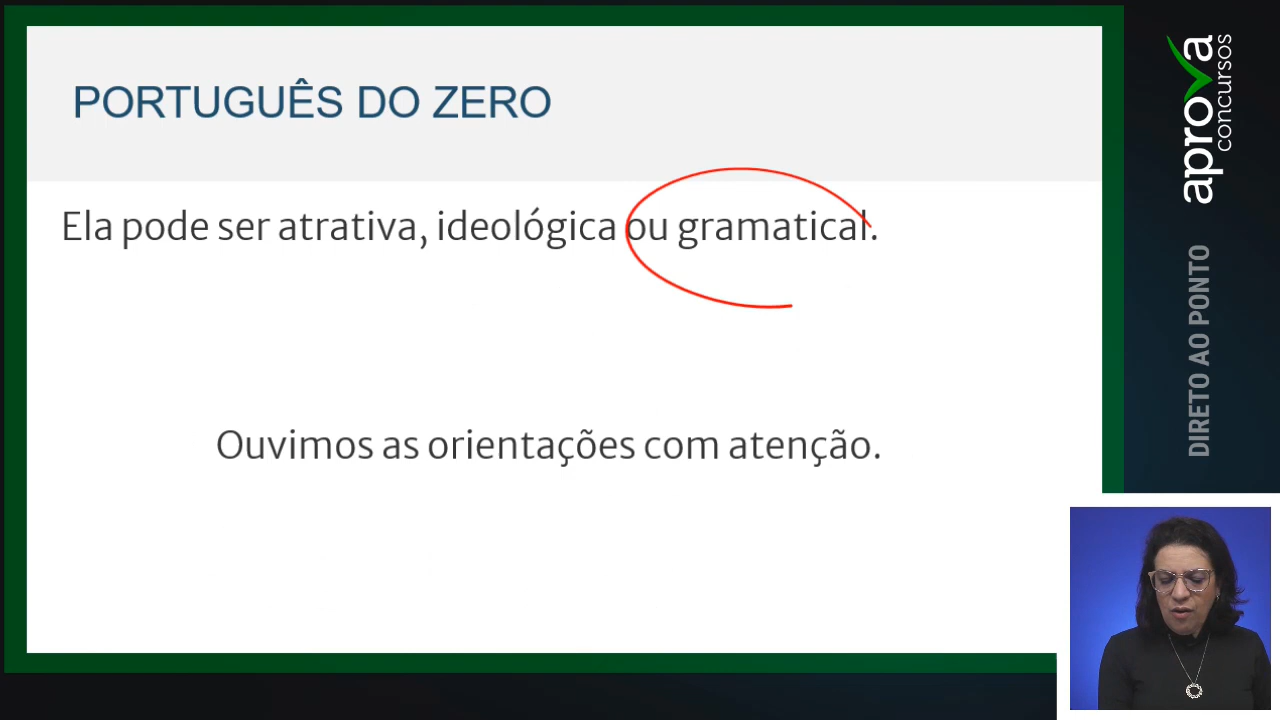 PORTUGUÊS DO ZERO
Ela pode ser atrativa, ideológica ou gramatical.
Ouvimos as orientações com atenção.
aprova
concursos
DIRETO AO PONTO